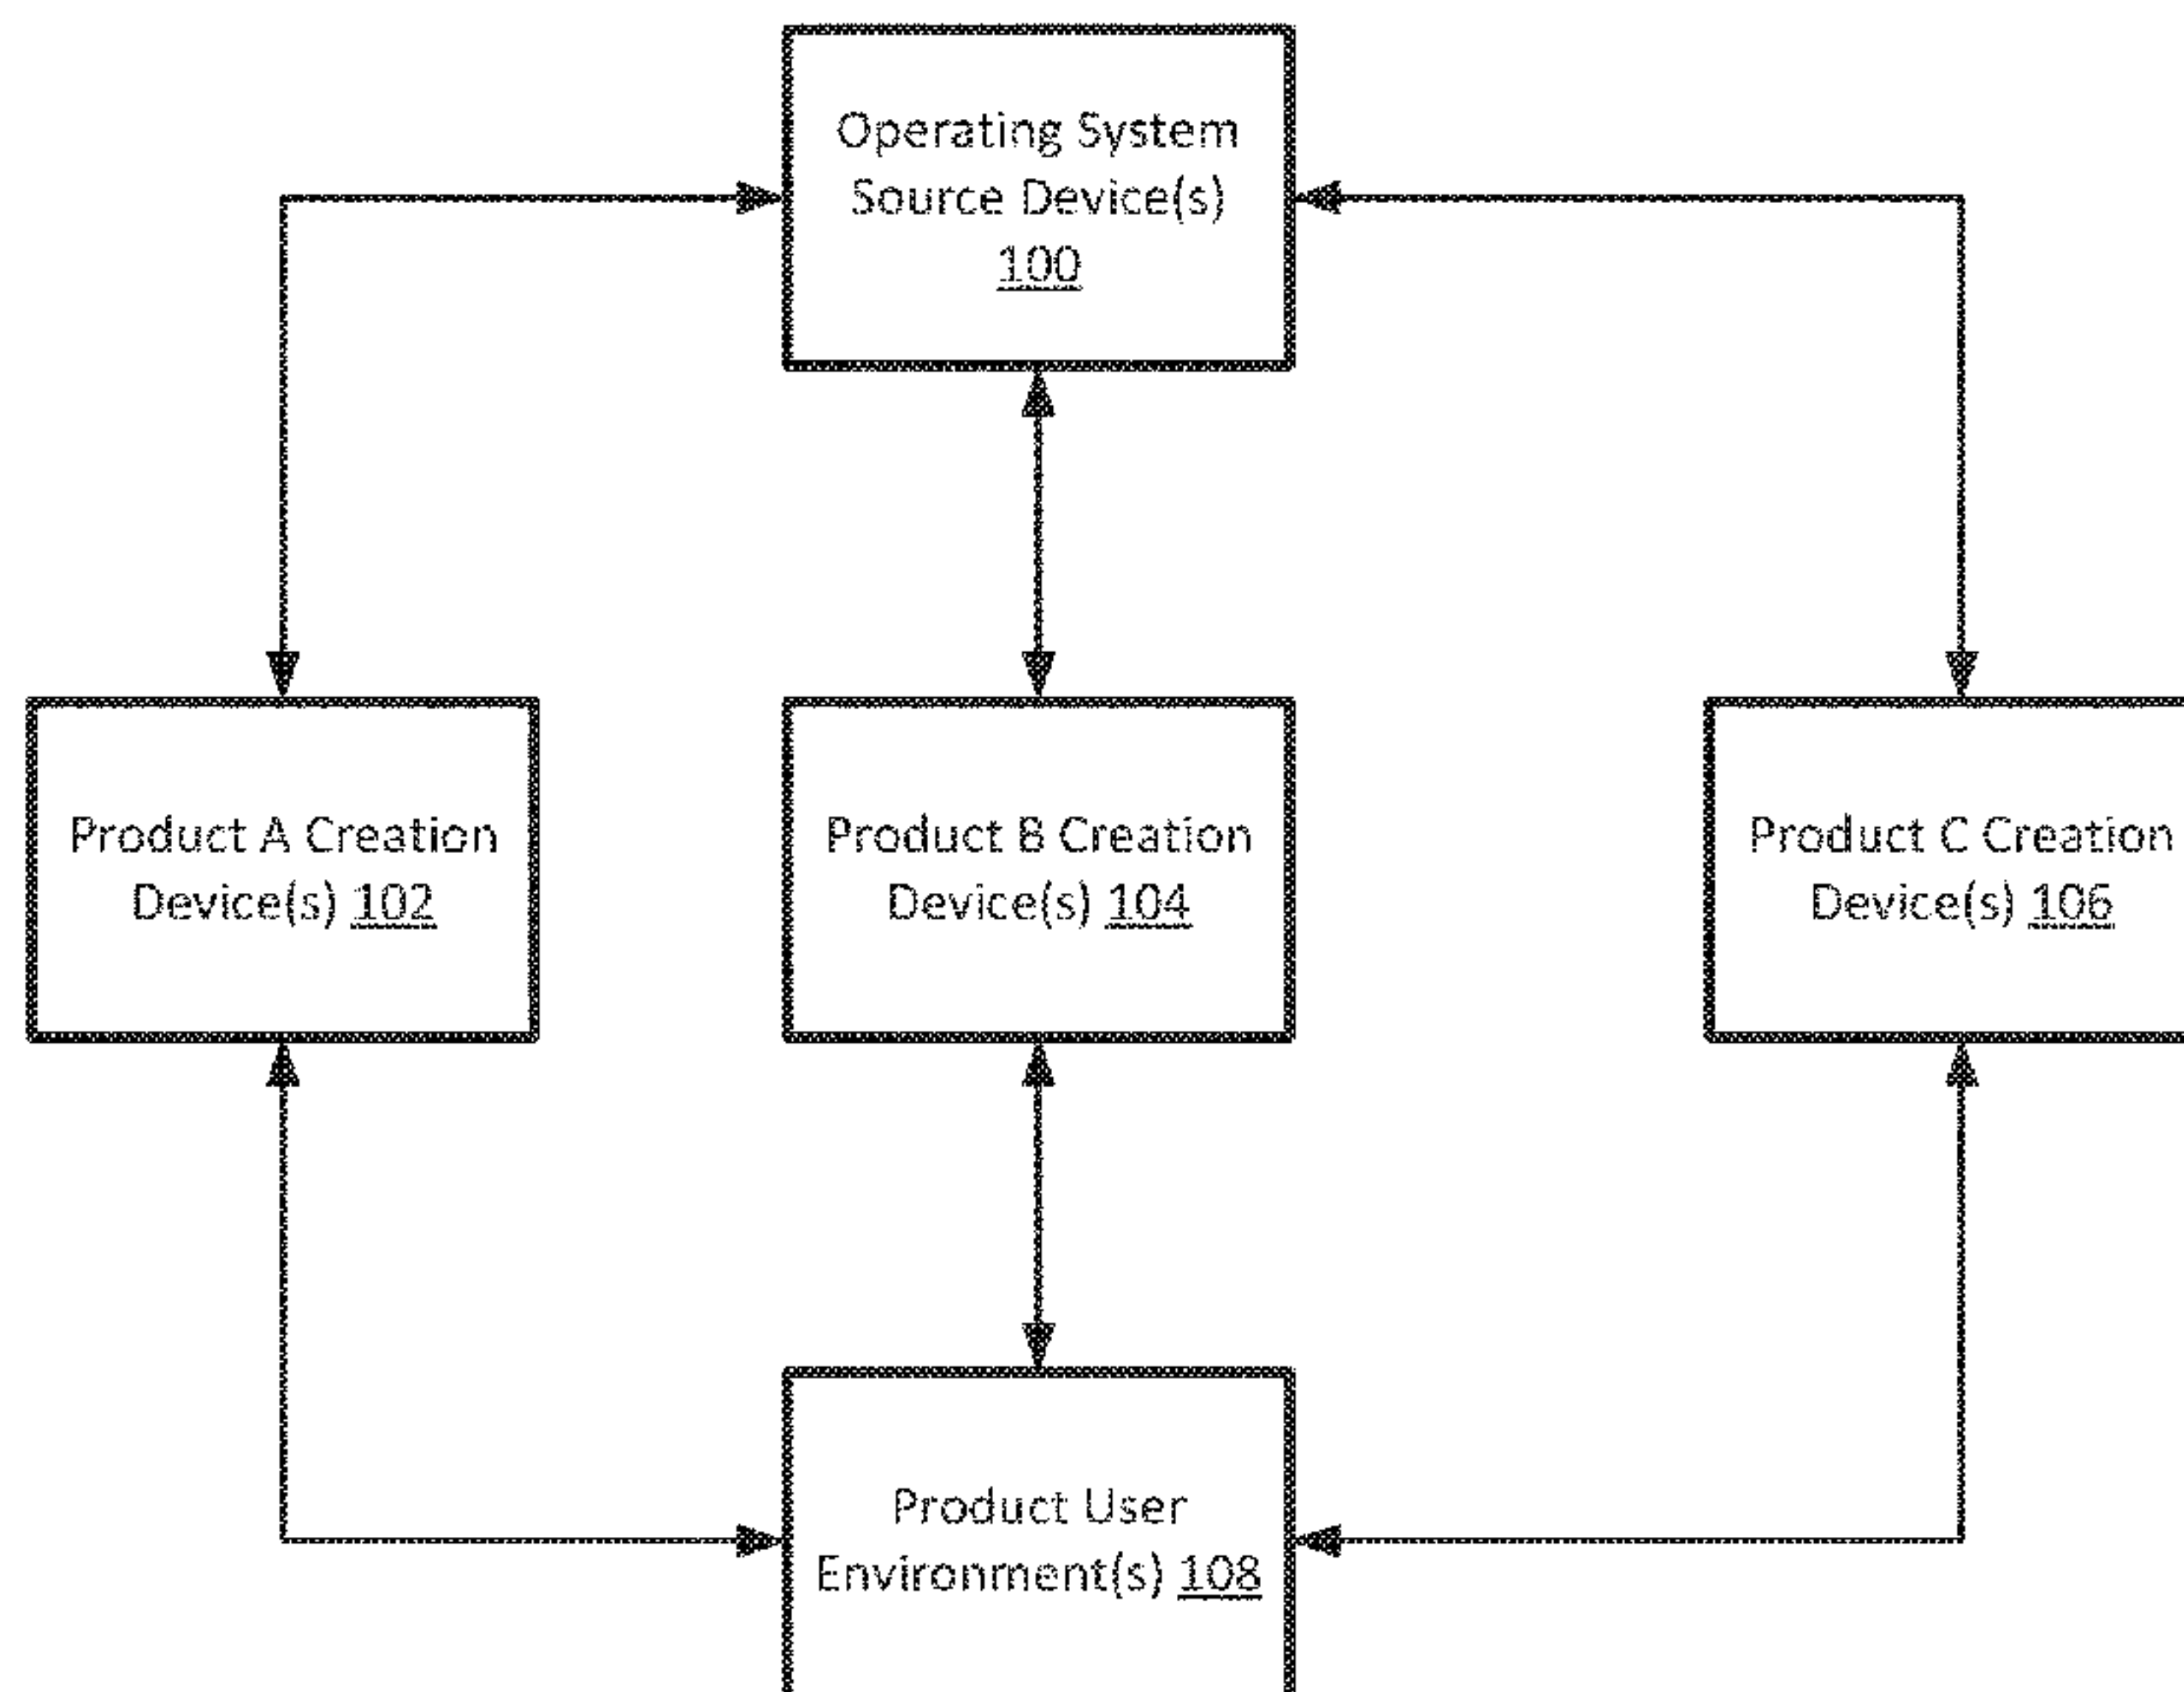 Operating System
Source Device(s)
100
Product A Creation
Device(s) 102
Product B Creation
Device(s) 104
Product C Creation
Device(s) 106
Product User
Environment(s) 108